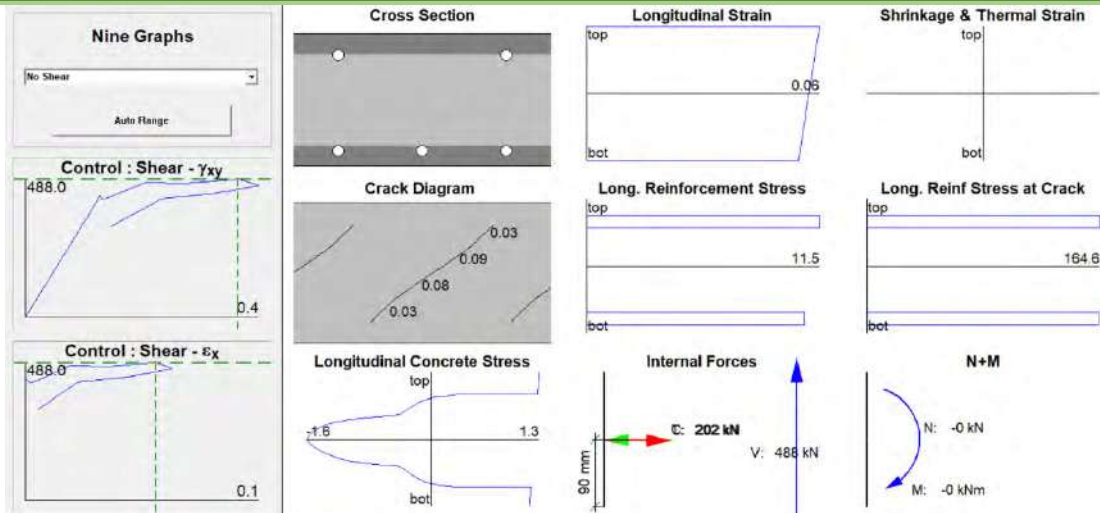 Nine Graphs
No Shear
Auto Range
Control : Shear - γxy
488.0
0.4
Control : Shear - εx
488.0
0.1
Cross Section
Crack Diagram
0.03
0.09
0.08
0.03
Longitudinal Concrete Stress
top
-1.6
1.3
bot
Longitudinal Strain
top
0.06
bot
Long. Reinforcement Stress
top
11.5
bot
Internal Forces
C: 202 kN
V: 488 kN
90 mm
Shrinkage & Thermal Strain
top
bot
Long. Reinf Stress at Crack
top
164.6
bot
N+M
N: -0 kN
M: -0 kNm